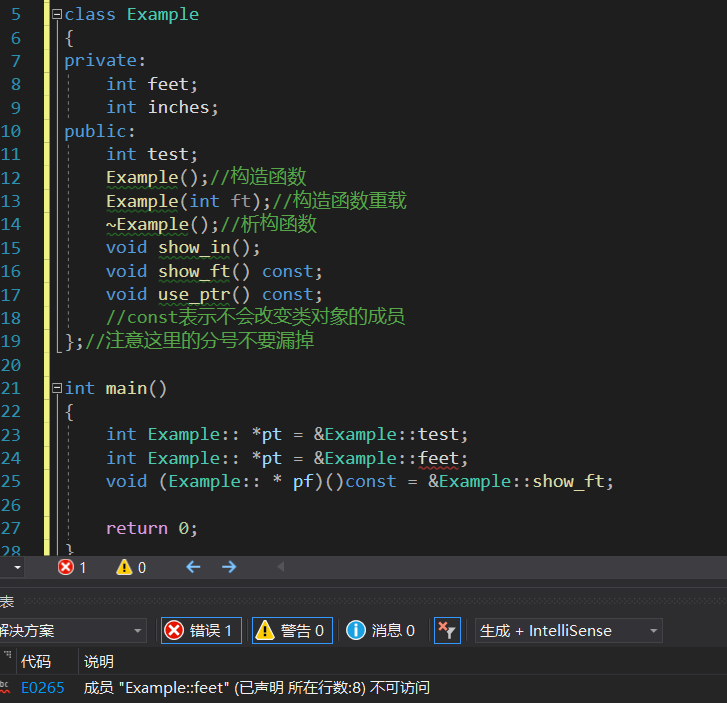 5 class Example
6 {
7 private:
8 int feet;
9 int inches;
10 public:
11 int test;
12 Example();//构造函数
13 Example(int ft);//构造函数重载
14 ~Example();//析构函数
15 void show_in();
16 void show_ft() const;
17 void use_ptr() const;
18 //const表示不会改变类对象的成员
19 };//注意这里的分号不要漏掉
20
21 int main()
22 {
23 int Example:: *pt = &Example::test;
24 int Example:: *pt = &Example::feet;
25 void (Example:: * pf)()const = &Example::show_ft;
26
27 return 0;
28 }
1 0
表
解决方案 错误 1 警告 0 消息 0 生成 + IntelliSense
代码 说明
abc E0265 成员 "Example::feet" (已声明 所在行数:8) 不可访问